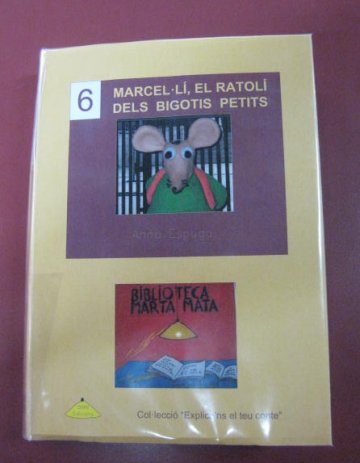 6
MARCEL·LÍ, EL RATOLÍ
DELS BIGOTIS PETITS
BIBLIOTECA
MARTA MATA
Col·lecció "Explica'ns el teu conte"